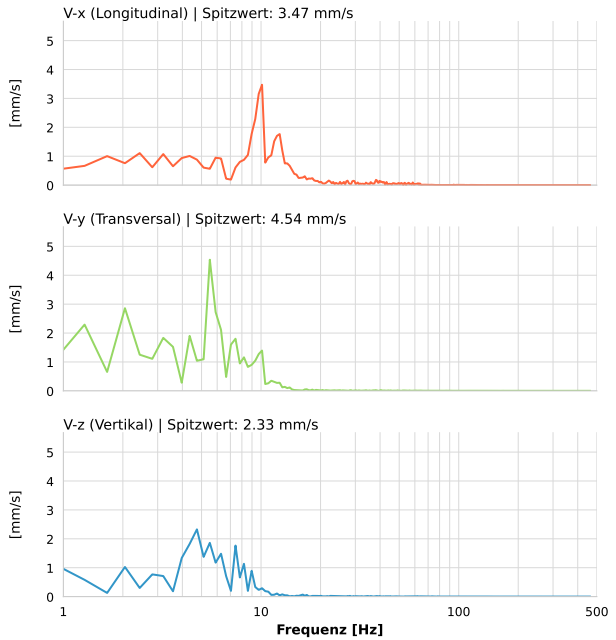 V-x (Longitudinal) | Spitzwert: 3.47 mm/s
5
4
3
2
1
0
[mm/s]
V-y (Transversal) | Spitzwert: 4.54 mm/s
5
4
3
2
1
0
[mm/s]
V-z (Vertikal) | Spitzwert: 2.33 mm/s
5
4
3
2
1
0
[mm/s]
1 10 100 500
Frequenz [Hz]